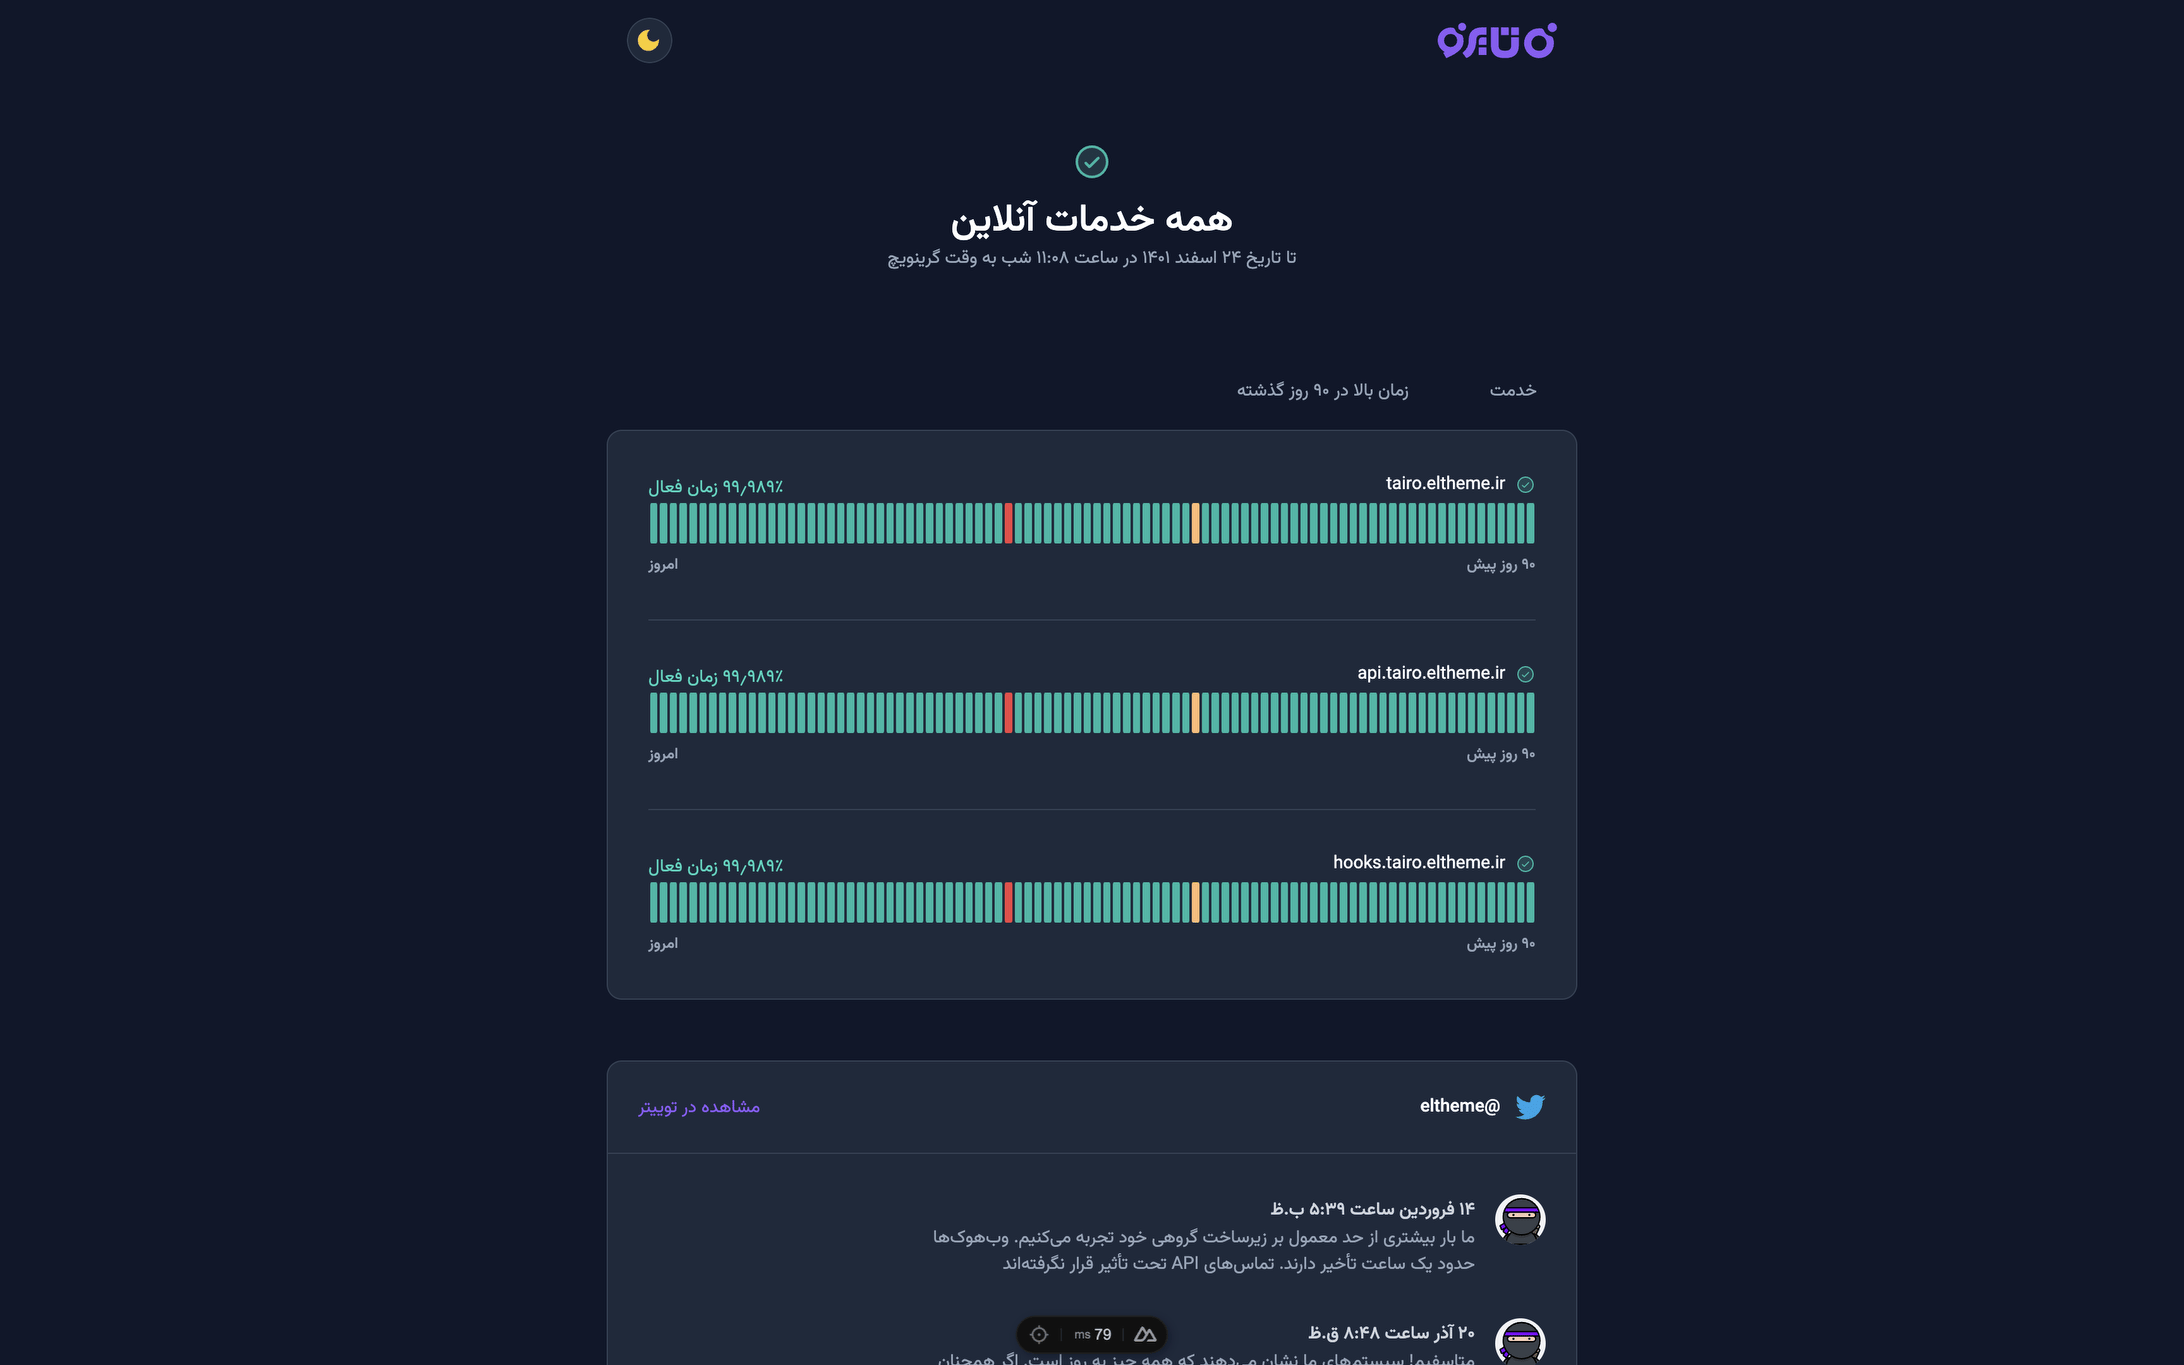 تایرو
همه خدمات آنلاین
تا تاریخ ۲۴ اسفند ۱۴۰۱ در ساعت ۱۱:۰۸ شب به وقت گرینویچ
خدمت
زمان بالا در ۹۰ روز گذشته
tairo.eltheme.ir
۹۹٫۹۸۹٪ زمان فعال
۹۰ روز پیش
امروز
api.tairo.eltheme.ir
۹۹٫۹۸۹٪ زمان فعال
۹۰ روز پیش
امروز
hooks.tairo.eltheme.ir
۹۹٫۹۸۹٪ زمان فعال
۹۰ روز پیش
امروز
@eltheme
مشاهده در توییتر
۱۴ فروردین ساعت ۵:۳۹ ب.ظ
ما بار بیشتری از حد معمول بر زیرساخت گروهی خود تجربه می‌کنیم. وب‌هوک‌ها
حدود یک ساعت تأخیر دارند. تماس‌های API تحت تأثیر قرار نگرفته‌اند
۲۰ آذر ساعت ۸:۴۸ ق.ظ
متاسفیم! سیستم‌های ما نشان می‌دهند که همه چیز به روز است. اگر همچنان
79 ms